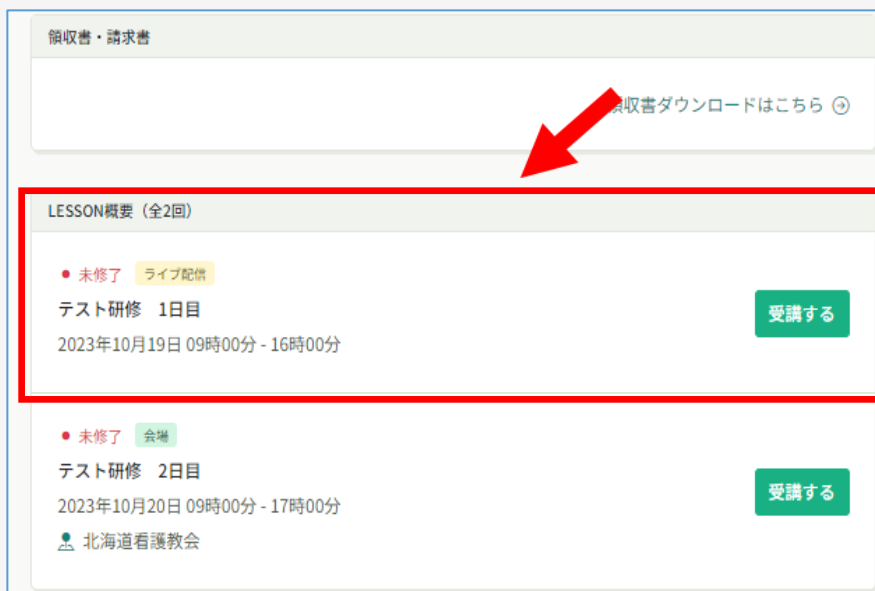 領収書・請求書
領収書ダウンロードはこちら
LESSON概要（全2回）
未修了 ライブ配信
テスト研修　1日目
受講する
2023年10月19日 09時00分 - 16時00分
未修了 会場
テスト研修　2日目
受講する
2023年10月20日 09時00分 - 17時00分
北海道看護教会